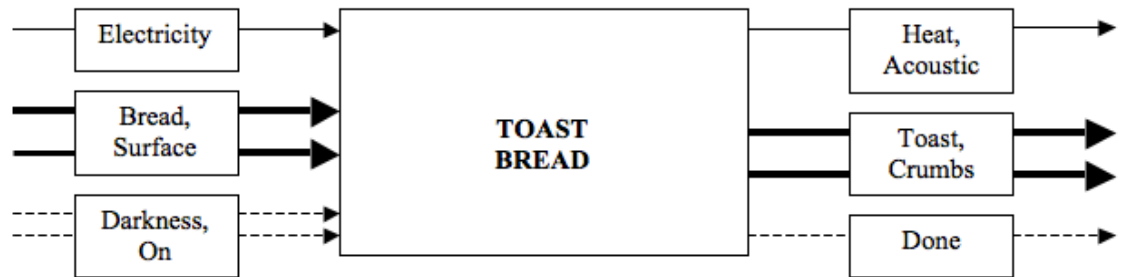 Electricity
Bread,
Surface
Darkness,
On
TOAST
BREAD
Heat,
Acoustic
Toast,
Crumbs
Done